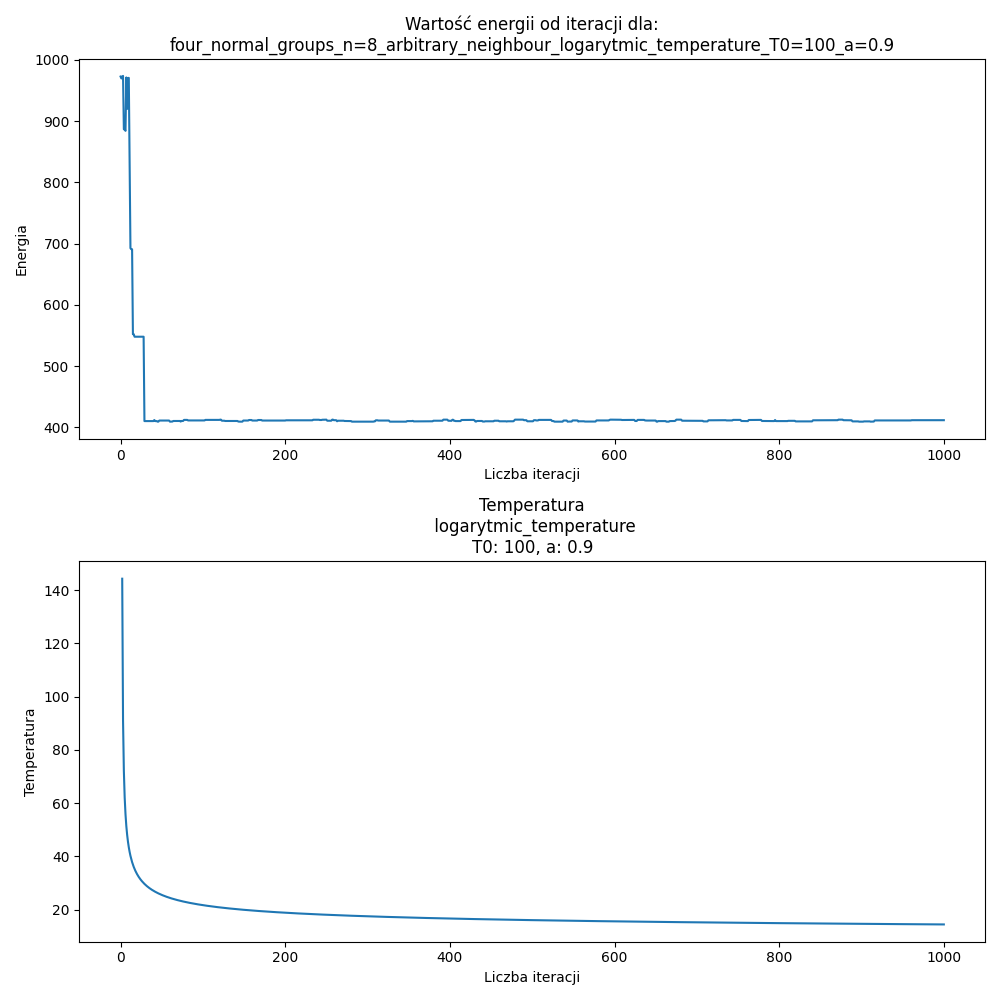 Wartość energii od iteracji dla:
four_normal_groups_n=8_arbitrary_neighbour_logarytmic_temperature_T0=100_a=0.9
1000
900
800
700
600
500
400
Energia
0 200 400 600 800 1000
Liczba iteracji
Temperatura
logarytmic_temperature
T0: 100, a: 0.9
140
120
100
80
60
40
20
Temperatura
0 200 400 600 800 1000
Liczba iteracji